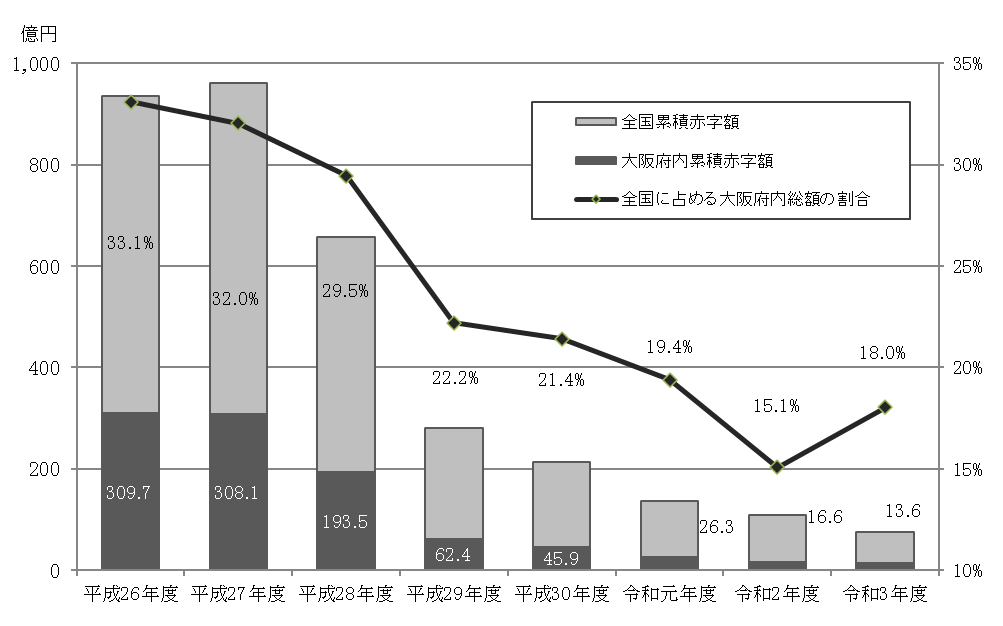 億円
1,000
800
600
400
200
0
35%
30%
25%
20%
15%
10%
全国累積赤字額
大阪府内累積赤字額
全国に占める大阪府内総額の割合
33.1%
32.0%
29.5%
22.2%
21.4%
19.4%
15.1%
18.0%
309.7
308.1
193.5
62.4
45.9
26.3
16.6
13.6
平成26年度
平成27年度
平成28年度
平成29年度
平成30年度
令和元年度
令和2年度
令和3年度